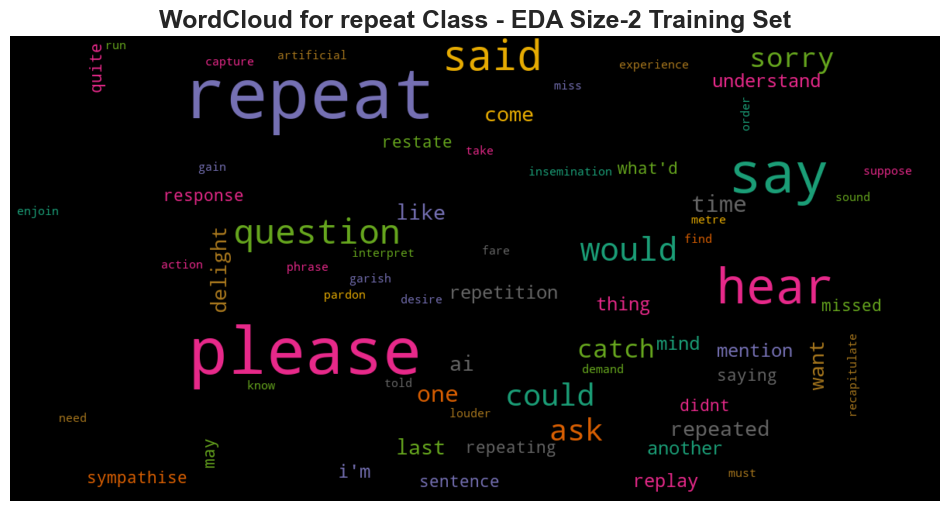 WordCloud for repeat Class - EDA Size-2 Training Set
quite
run
capture
artificial
said
experience
sorry
understand
repeat
miss
come
order
restate
take
gain
insemination
what'd
say
suppose
response
enjoin
like
time
sound
metre
question
delight
interpret
fare
would
find
action
phrase
garish
hear
pardon
desire
repetition
thing
missed
please
ai
catch
mind
mention
want
recapitulate
know
told
demand
saying
one
could
didnt
need
louder
ask
repeated
may
last
repeating
another
sympathise
i'm
sentence
replay
must